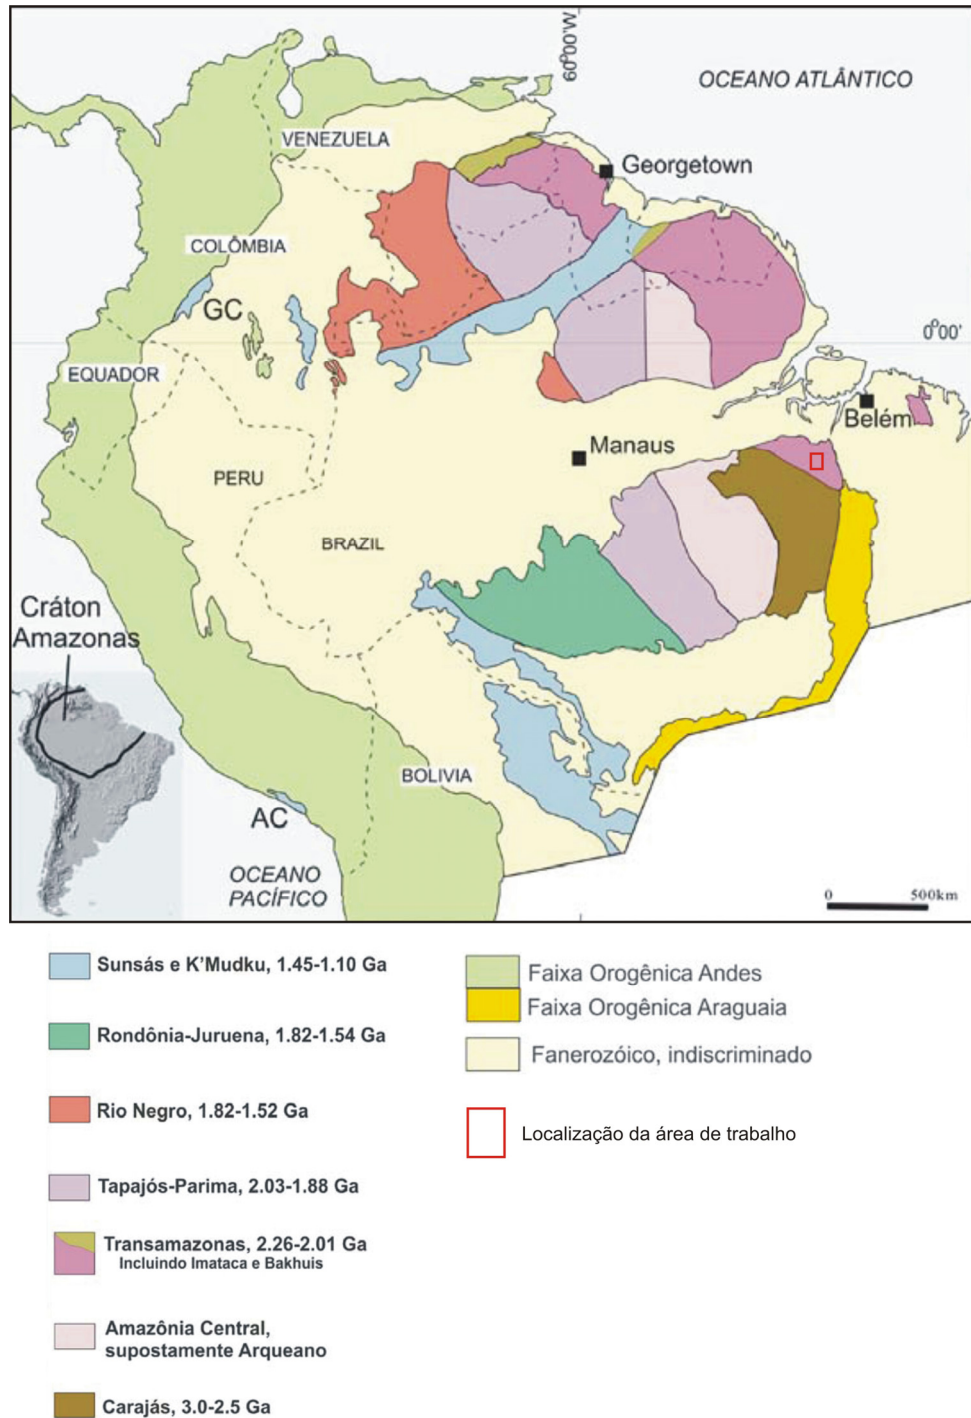 60°00'W
OCEANO ATLÂNTICO
VENEZUELA
Georgetown
COLÔMBIA
GC
0°00'
EQUADOR
Belém
Manaus
PERU
BRAZIL
Cráton
Amazonas
BOLIVIA
AC
OCEANO
PACÍFICO
0 500km
Sunsás e K'Mudku, 1.45-1.10 Ga
Rondônia-Juruena, 1.82-1.54 Ga
Rio Negro, 1.82-1.52 Ga
Tapajós-Parima, 2.03-1.88 Ga
Transamazonas, 2.26-2.01 Ga
Incluindo Imataca e Bakhuis
Amazônia Central,
supostamente Arqueano
Carajás, 3.0-2.5 Ga
Faixa Orogênica Andes
Faixa Orogênica Araguaia
Fanerozóico, indiscriminado
Localização da área de trabalho